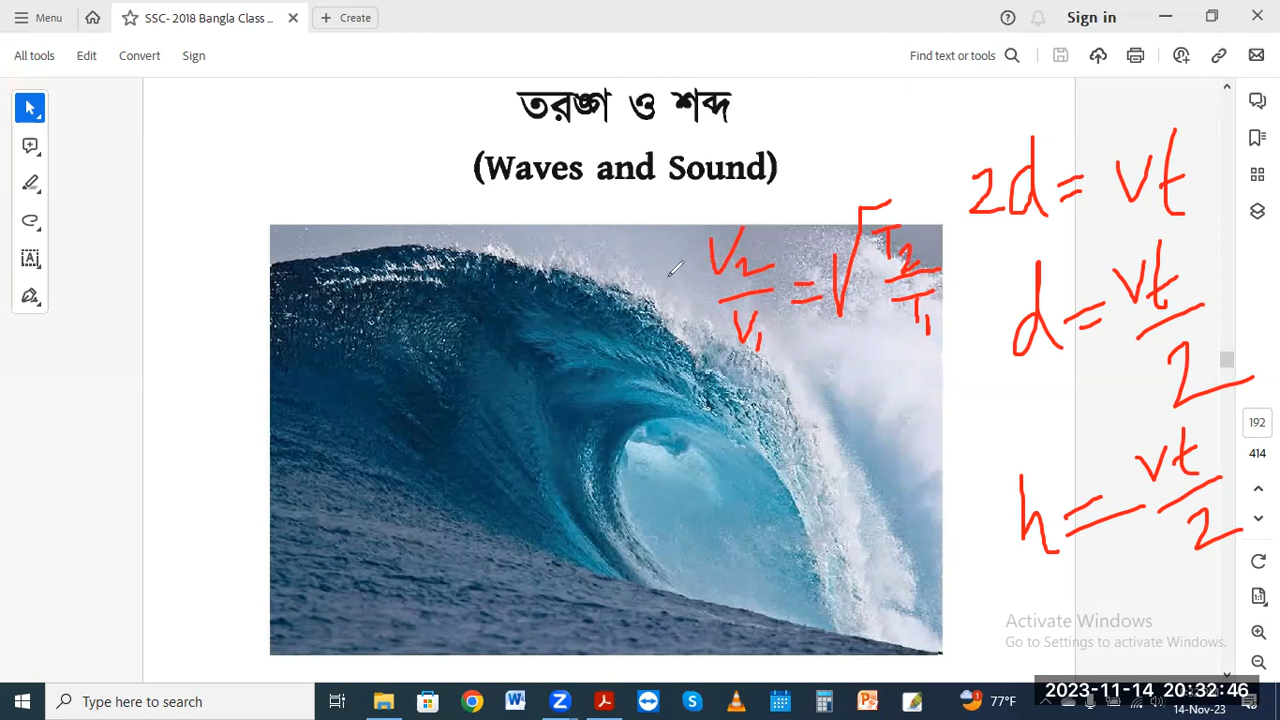 Menu
SSC- 2018 Bangla Class ...
Create
Sign in
All tools
Edit
Convert
Sign
Find text or tools
তরঙ্গ ও শব্দ
(Waves and Sound)
V2/V1 = √T2/T1
2d = vt
d = vt/2
h = vt/2
192
414
Activate Windows
Go to Settings to activate Windows.
Type here to search
77°F
2023-11-14 20:32:46
14-Nov-23